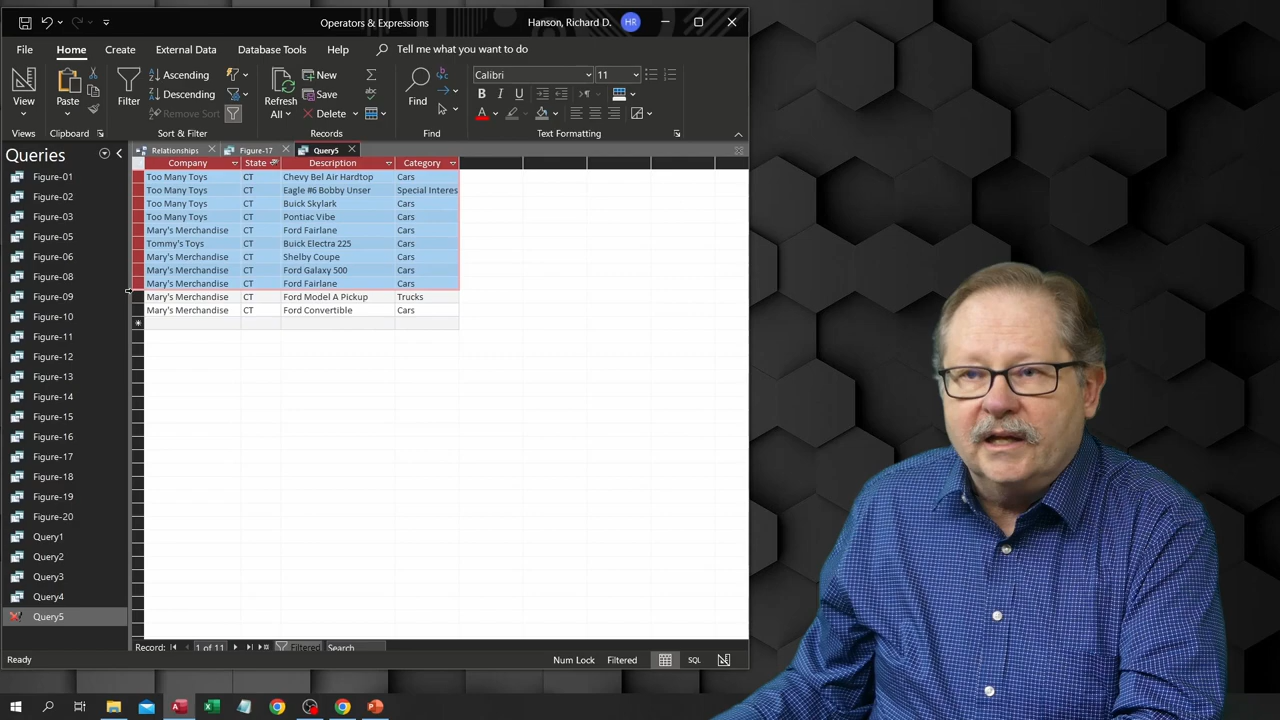 Operators & Expressions
Hanson, Richard D.
HR
File
Home
Create
External Data
Database Tools
Help
Tell me what you want to do
View
Paste
Filter
Ascending
Descending
Remove Sort
Refresh
All
New
Save
Delete
Find
Calibri
11
B
I
U
A
Views
Clipboard
Sort & Filter
Records
Find
Text Formatting
Queries
Relationships
Figure-17
Query5
Figure-01
Figure-02
Figure-03
Figure-05
Figure-06
Figure-08
Figure-09
Figure-10
Figure-11
Figure-12
Figure-13
Figure-14
Figure-15
Figure-16
Figure-17
Figure-18
Figure-19
Figure-20
Query1
Query2
Query3
Query4
Query5
Company State Description Category
Too Many Toys CT Chevy Bel Air Hardtop Cars
Too Many Toys CT Eagle #6 Bobby Unser Special Interes
Too Many Toys CT Buick Skylark Cars
Too Many Toys CT Pontiac Vibe Cars
Mary's Merchandise CT Ford Fairlane Cars
Tommy's Toys CT Buick Electra 225 Cars
Mary's Merchandise CT Shelby Coupe Cars
Mary's Merchandise CT Ford Galaxy 500 Cars
Mary's Merchandise CT Ford Fairlane Cars
Mary's Merchandise CT Ford Model A Pickup Trucks
Mary's Merchandise CT Ford Convertible Cars
Record: 1 of 11 Filtered Search
Ready
Num Lock
Filtered
SQL